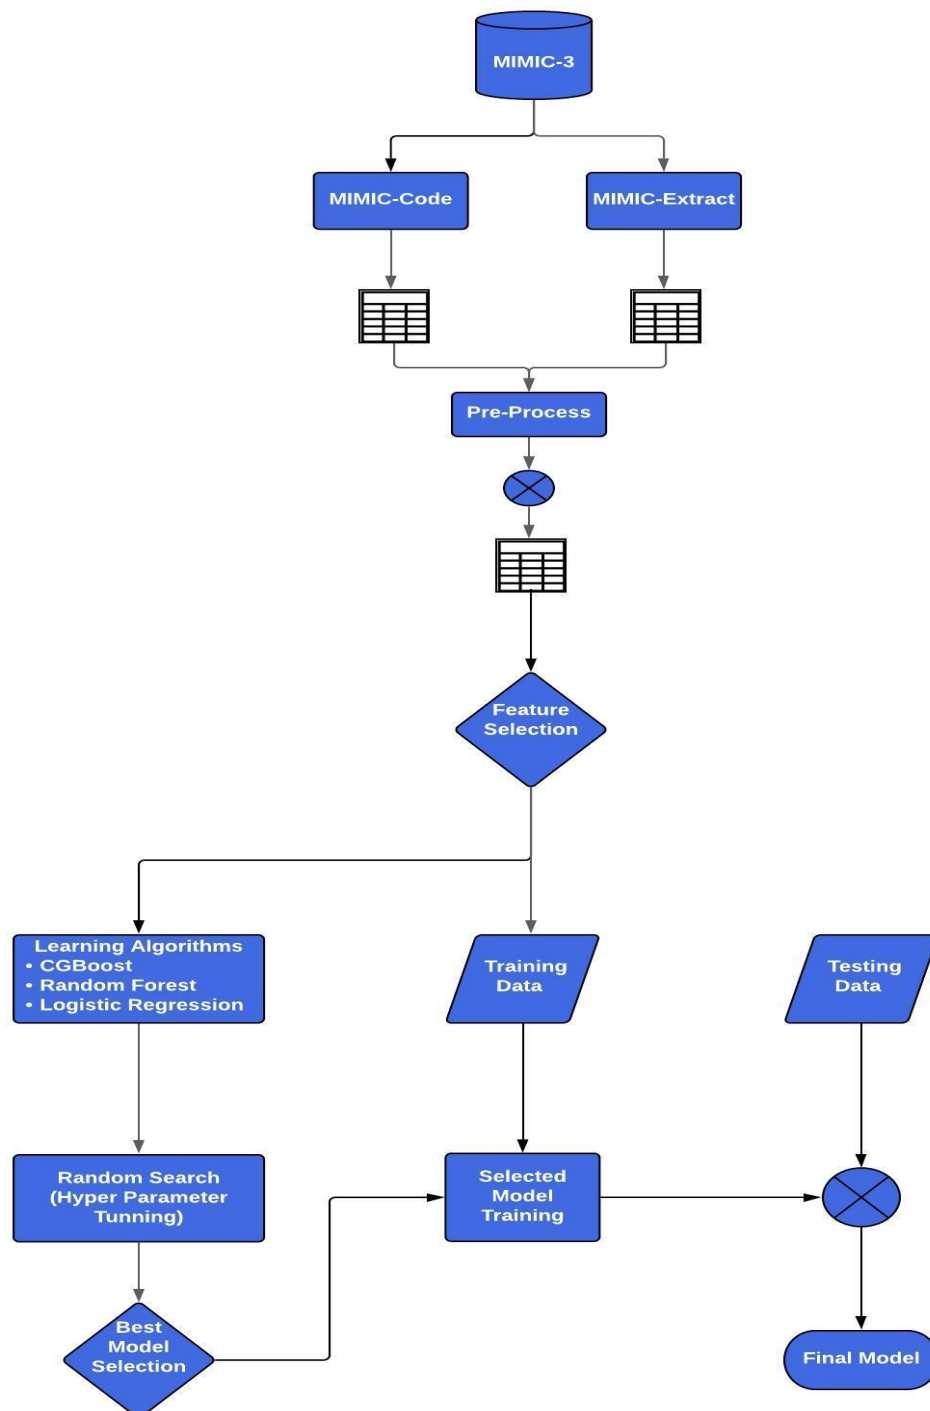 MIMIC-3
MIMIC-Code
MIMIC-Extract
Pre-Process
Feature
Selection
Learning Algorithms
• CGBoost
• Random Forest
• Logistic Regression
Training
Data
Testing
Data
Random Search
(Hyper Parameter
Tunning)
Selected
Model
Training
Best
Model
Selection
Final Model